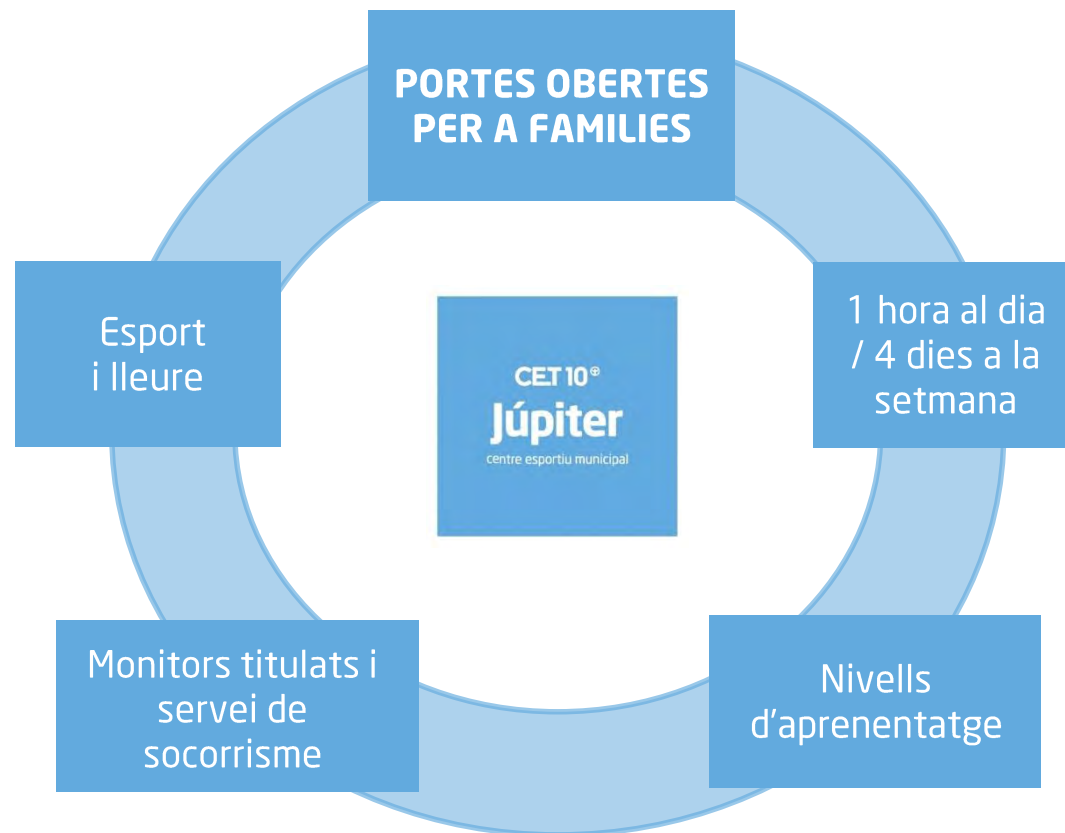 PORTES OBERTES
PER A FAMILIES
Esport
i lleure
1 hora al dia
/ 4 dies a la
setmana
CET 10
Júpiter
centre esportiu municipal
Monitors titulats i
servei de
socorrisme
Nivells
d'aprenentatge